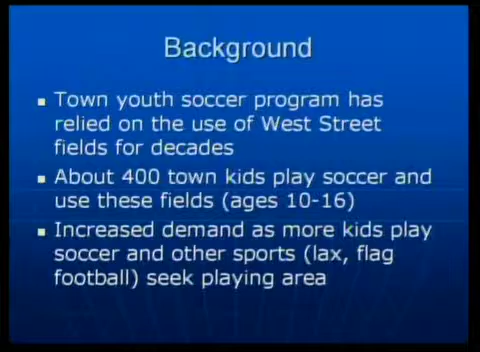 Background
Town youth soccer program has
relied on the use of West Street
fields for decades
About 400 town kids play soccer and
use these fields (ages 10-16)
Increased demand as more kids play
soccer and other sports (lax, flag
football) seek playing area